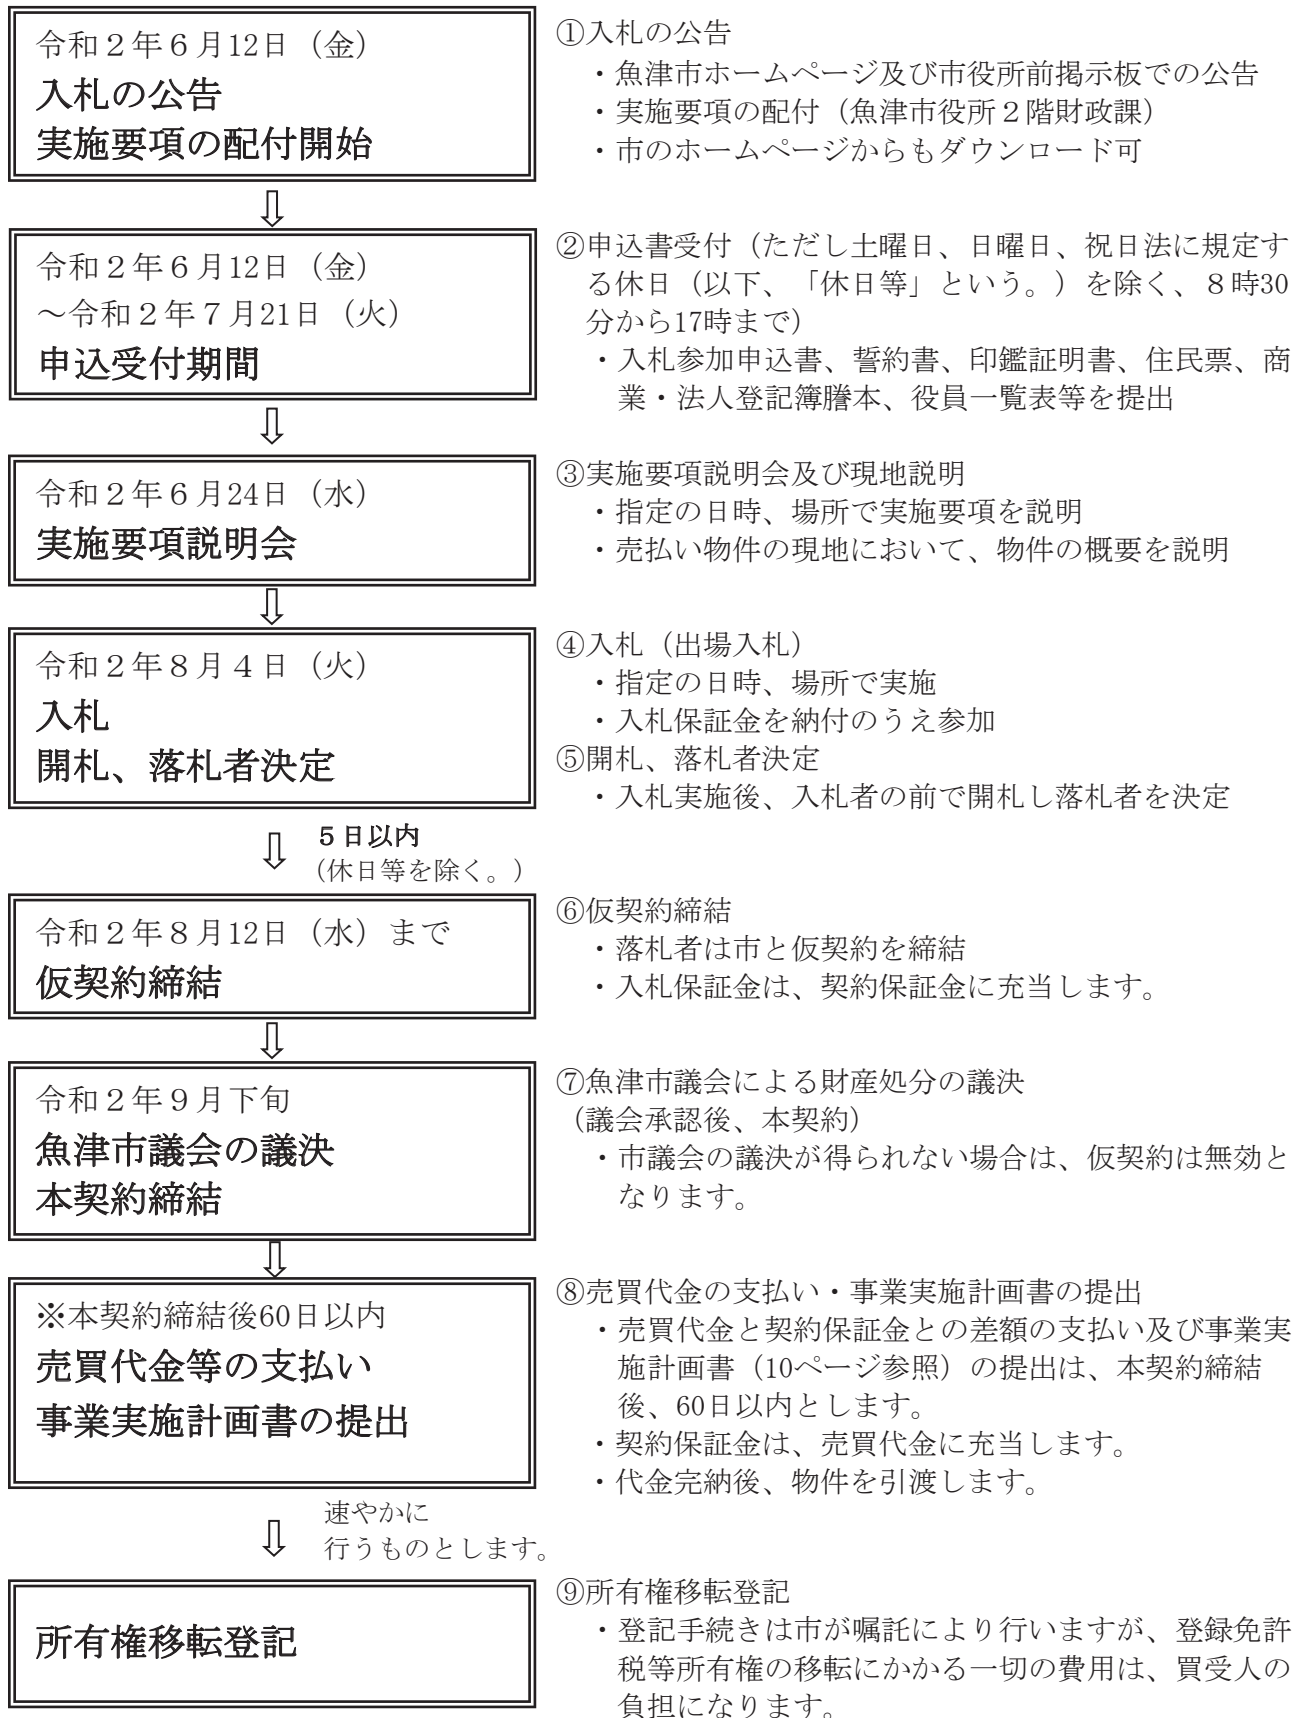 令和２年６月12日（金）
入札の公告
実施要項の配付開始
①入札の公告
・魚津市ホームページ及び市役所前掲示板での公告
・実施要項の配付（魚津市役所２階財政課）
・市のホームページからもダウンロード可
⇩
令和２年６月12日（金）
～令和２年７月21日（火）
申込受付期間
②申込書受付（ただし土曜日、日曜日、祝日法に規定す
る休日（以下、「休日等」という。）を除く、８時30
分から17時まで）
・入札参加申込書、誓約書、印鑑証明書、住民票、商
業・法人登記簿謄本、役員一覧表等を提出
⇩
令和２年６月24日（水）
実施要項説明会
③実施要項説明会及び現地説明
・指定の日時、場所で実施要項を説明
・売払い物件の現地において、物件の概要を説明
⇩
令和２年８月４日（火）
入札
開札、落札者決定
④入札（出場入札）
・指定の日時、場所で実施
・入札保証金を納付のうえ参加
⑤開札、落札者決定
・入札実施後、入札者の前で開札し落札者を決定
⇩
５日以内
（休日等を除く。）
令和２年８月12日（水）まで
仮契約締結
⑥仮契約締結
・落札者は市と仮契約を締結
・入札保証金は、契約保証金に充当します。
⇩
令和２年９月下旬
魚津市議会の議決
本契約締結
⑦魚津市議会による財産処分の議決
（議会承認後、本契約）
・市議会の議決が得られない場合は、仮契約は無効と
なります。
⇩
※本契約締結後60日以内
売買代金等の支払い
事業実施計画書の提出
⑧売買代金の支払い・事業実施計画書の提出
・売買代金と契約保証金との差額の支払い及び事業実
施計画書（10ページ参照）の提出は、本契約締結
後、60日以内とします。
・契約保証金は、売買代金に充当します。
・代金完納後、物件を引渡します。
⇩
速やかに
行うものとします。
所有権移転登記
⑨所有権移転登記
・登記手続きは市が嘱託により行いますが、登録免許
税等所有権の移転にかかる一切の費用は、買受人の
負担になります。